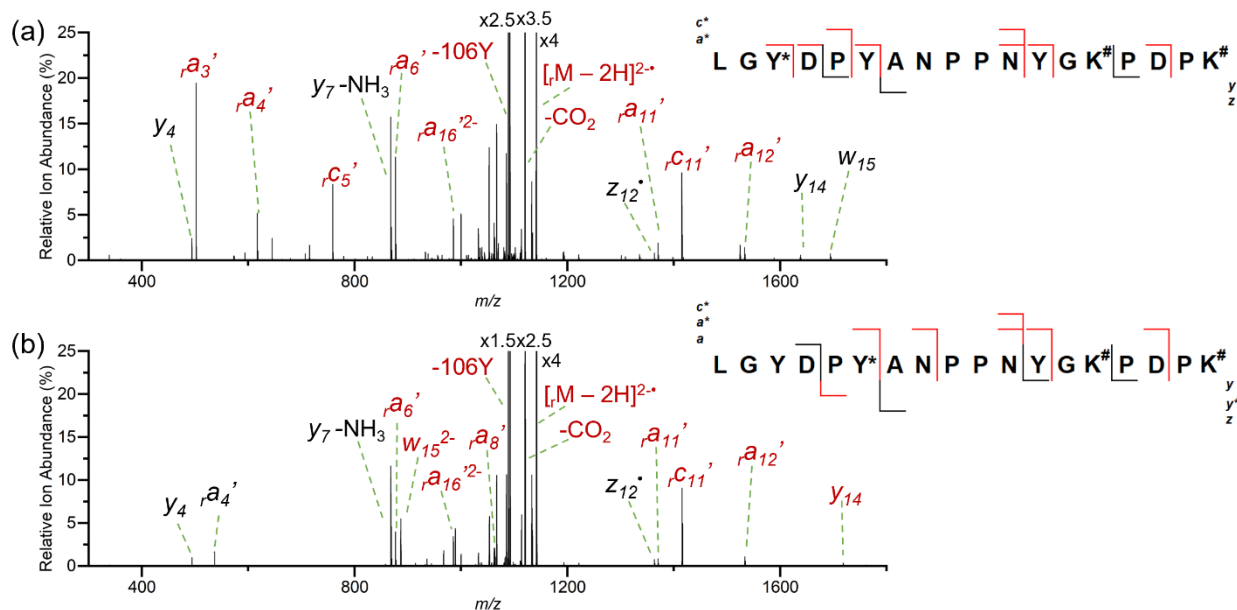 (a)
Relative Ion Abundance (%)
25
20
15
10
5
0
400
800
1200
1600
m/z
x2.5
x3.5
x4
y4
ra3’
ra4’
rc5’
y7 -NH3
ra6’
ra16’2-
-106Y
[rM – 2H]2-•
-CO2
z12•
ra11’
rc11’
ra12’
y14
w15
c*
a*
L G Y* D P Y A N P P N Y G K# P D P K#
y
z
(b)
Relative Ion Abundance (%)
25
20
15
10
5
0
400
800
1200
1600
m/z
x1.5
x2.5
x4
y4
ra4’
y7 -NH3
ra6’
w152-
ra16’2-
ra8’
-106Y
[rM – 2H]2-•
-CO2
z12•
ra11’
rc11’
ra12’
y14
c*
a*
a
L G Y D P Y* A N P P N Y G K# P D P K#
y
y*
z